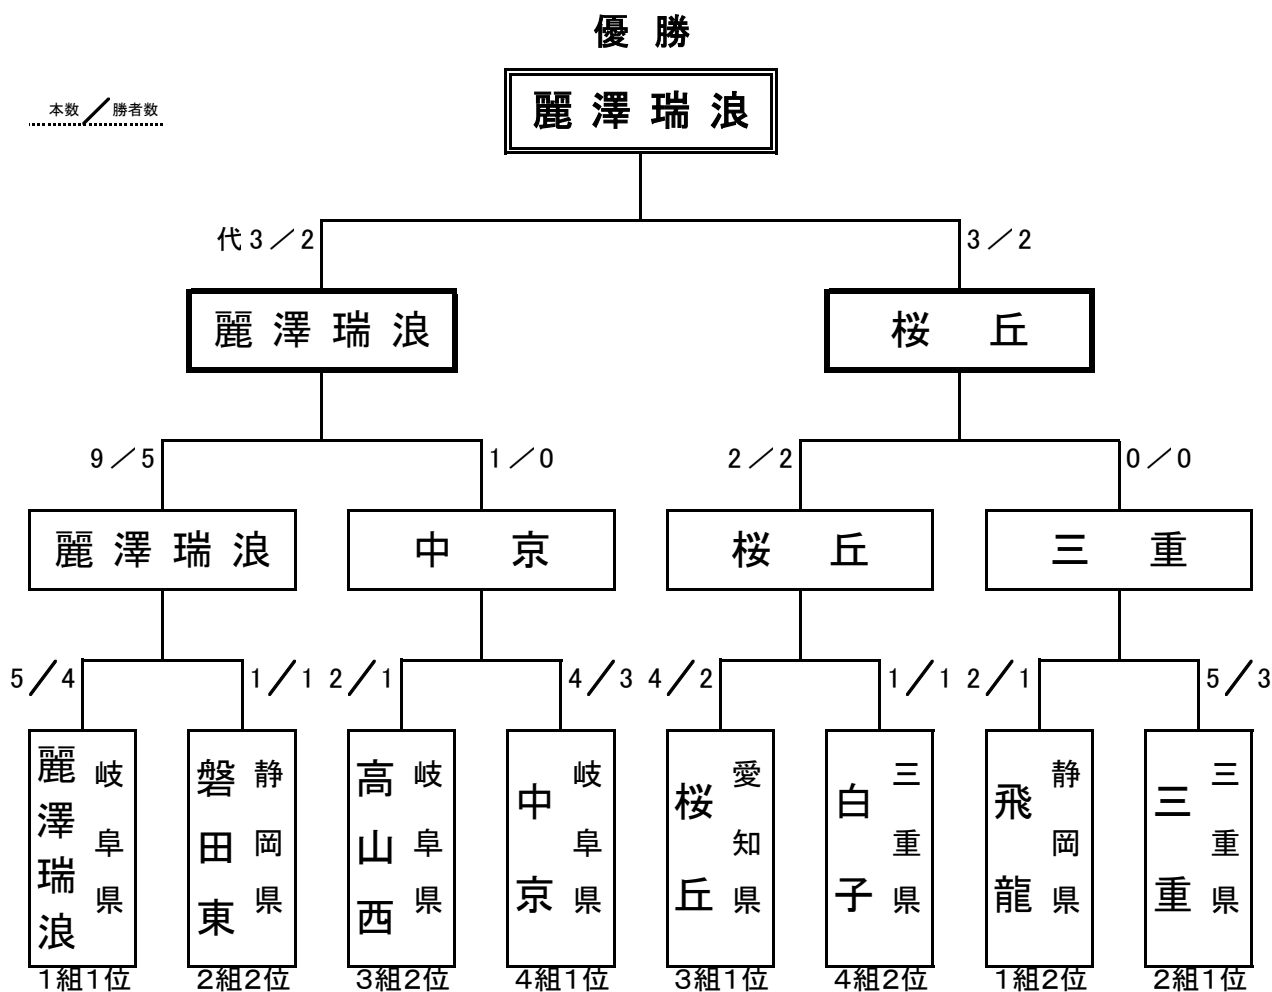 優 勝
本数／勝者数
麗 澤 瑞 浪
代 3 ／ 2
3 ／ 2
麗 澤 瑞 浪
桜 丘
9 ／ 5
1 ／ 0
2 ／ 2
0 ／ 0
麗 澤 瑞 浪
中 京
桜 丘
三 重
5 ／ 4
1 ／ 1
2 ／ 1
4 ／ 3
4 ／ 2
1 ／ 1
2 ／ 1
5 ／ 3
麗澤瑞浪
岐阜県
磐田東
静岡県
高山西
岐阜県
中京
岐阜県
桜丘
愛知県
白子
三重県
飛龍
静岡県
三重
三重県
1組1位
2組2位
3組2位
4組1位
3組1位
4組2位
1組2位
2組1位